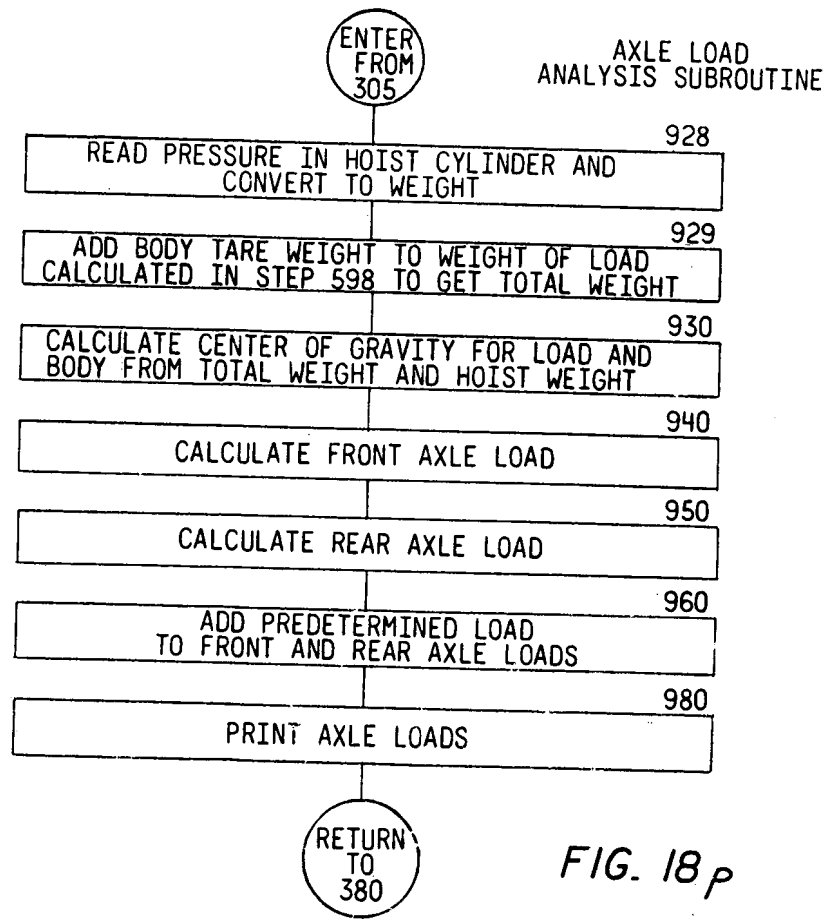 ENTER
FROM
305
AXLE LOAD
ANALYSIS SUBROUTINE
928
READ PRESSURE IN HOIST CYLINDER AND
CONVERT TO WEIGHT
929
ADD BODY TARE WEIGHT TO WEIGHT OF LOAD
CALCULATED IN STEP 598 TO GET TOTAL WEIGHT
930
CALCULATE CENTER OF GRAVITY FOR LOAD AND
BODY FROM TOTAL WEIGHT AND HOIST WEIGHT
940
CALCULATE FRONT AXLE LOAD
950
CALCULATE REAR AXLE LOAD
960
ADD PREDETERMINED LOAD
TO FRONT AND REAR AXLE LOADS
980
PRINT AXLE LOADS
RETURN
TO
380
FIG. 18p